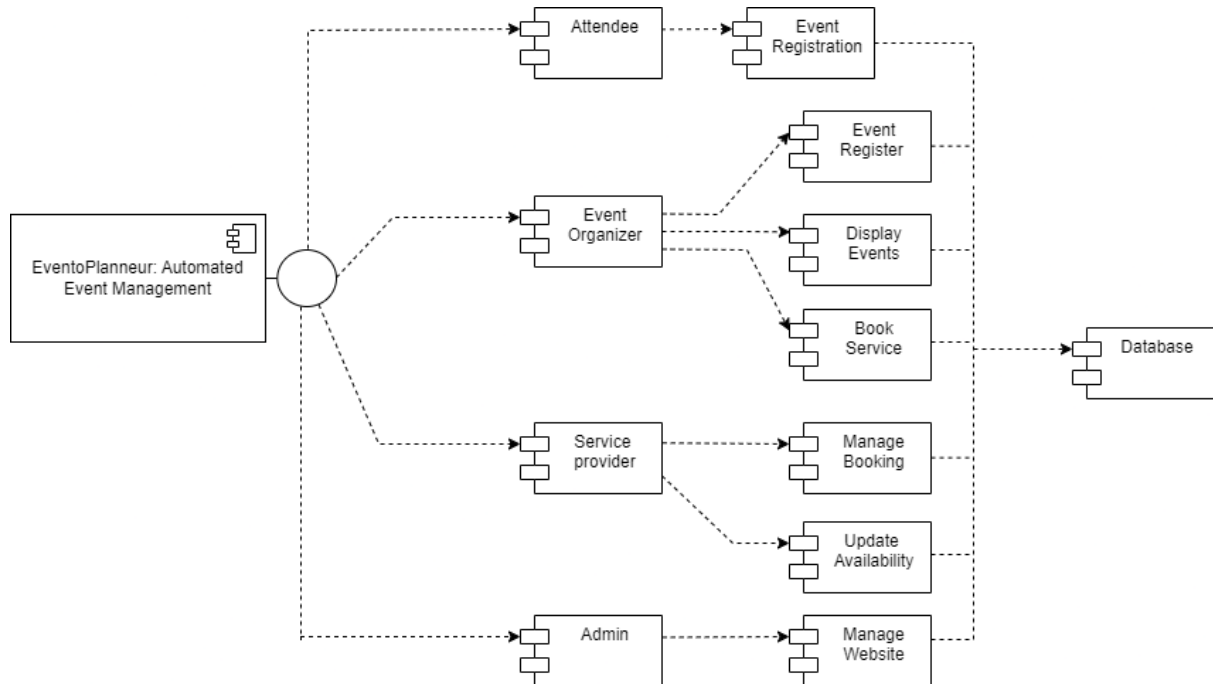 Attendee
Event
Registration
Event
Register
Event
Organizer
Display
Events
EventoPlanneur: Automated
Event Management
Book
Service
Database
Service
provider
Manage
Booking
Update
Availability
Admin
Manage
Website